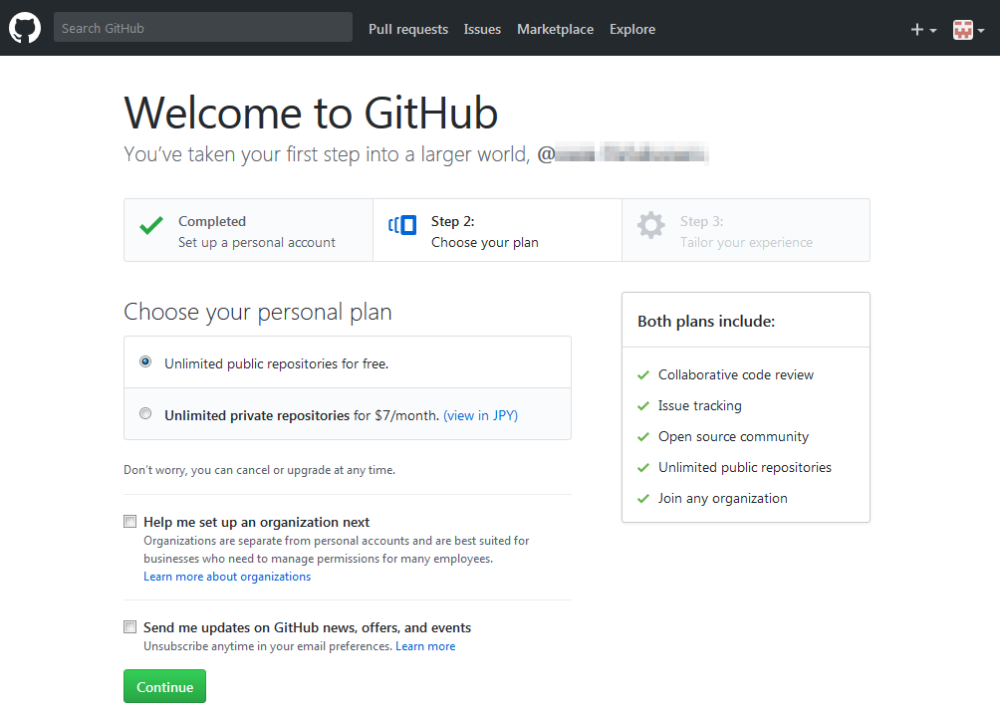 Search GitHub
Pull requests Issues Marketplace Explore
Welcome to GitHub
You’ve taken your first step into a larger world, @
Completed
Set up a personal account
Step 2:
Choose your plan
Step 3:
Tailor your experience
Choose your personal plan
Unlimited public repositories for free.
Unlimited private repositories for $7/month. (view in JPY)
Don’t worry, you can cancel or upgrade at any time.
Help me set up an organization next
Organizations are separate from personal accounts and are best suited for
businesses who need to manage permissions for many employees.
Learn more about organizations
Send me updates on GitHub news, offers, and events
Unsubscribe anytime in your email preferences. Learn more
Continue
Both plans include:
Collaborative code review
Issue tracking
Open source community
Unlimited public repositories
Join any organization